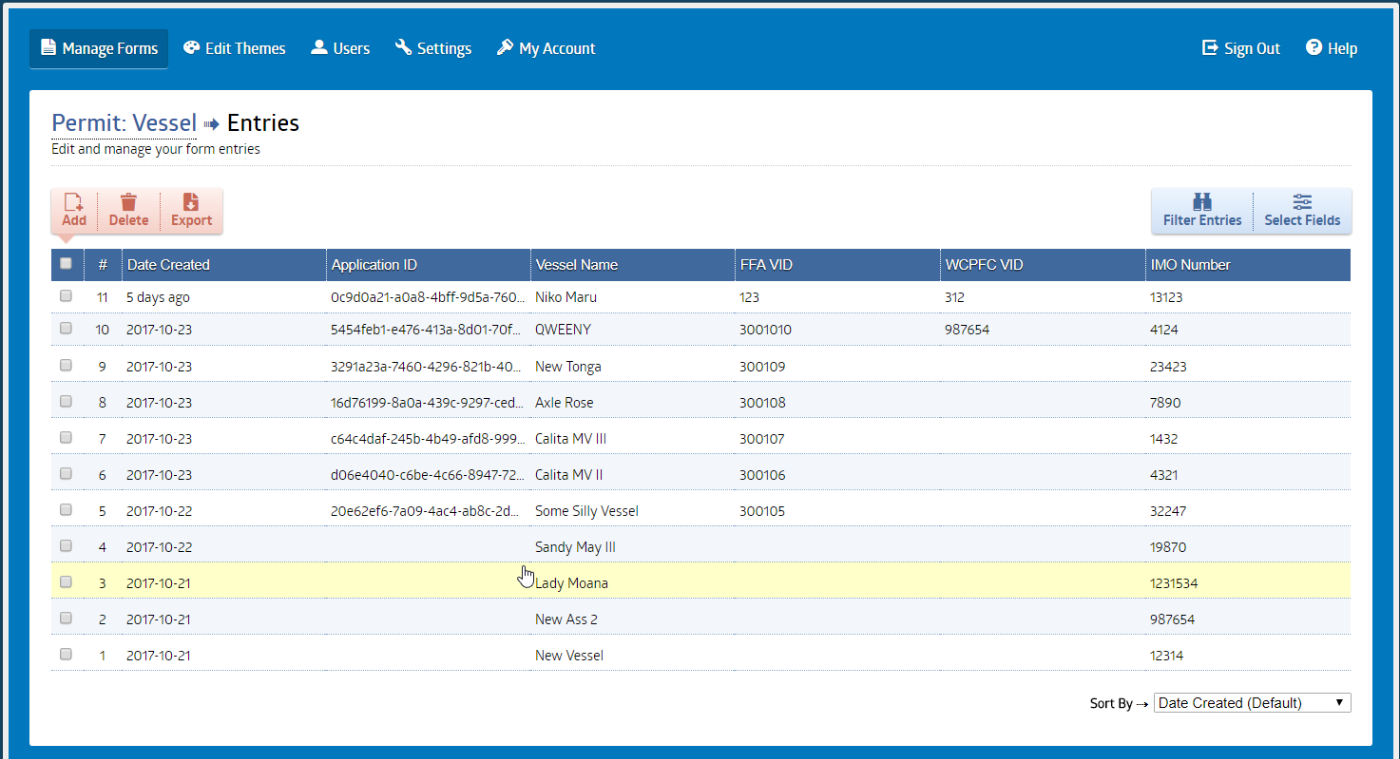 Manage Forms Edit Themes Users Settings My Account Sign Out Help
Permit: Vessel Entries
Edit and manage your form entries
Add Delete Export Filter Entries Select Fields
# Date Created Application ID Vessel Name FFA VID WCPFC VID IMO Number
11 5 days ago 0c9d0a21-a0a8-4bff-9d5a-760... Niko Maru 123 312 13123
10 2017-10-23 5454feb1-e476-413a-8d01-70f... QWEENY 3001010 987654 4124
9 2017-10-23 3291a23a-7460-4296-821b-40... New Tonga 300109 23423
8 2017-10-23 16d76199-8a0a-439c-9297-ced... Axle Rose 300108 7890
7 2017-10-23 c64c4daf-245b-4b49-afd8-999... Calita MV III 300107 1432
6 2017-10-23 d06e4040-c6be-4c66-8947-72... Calita MV II 300106 4321
5 2017-10-22 20e62ef6-7a09-4ac4-ab8c-2d... Some Silly Vessel 300105 32247
4 2017-10-22 Sandy May III 19870
3 2017-10-21 Lady Moana 1231534
2 2017-10-21 New Ass 2 987654
1 2017-10-21 New Vessel 12314
Sort By → Date Created (Default)